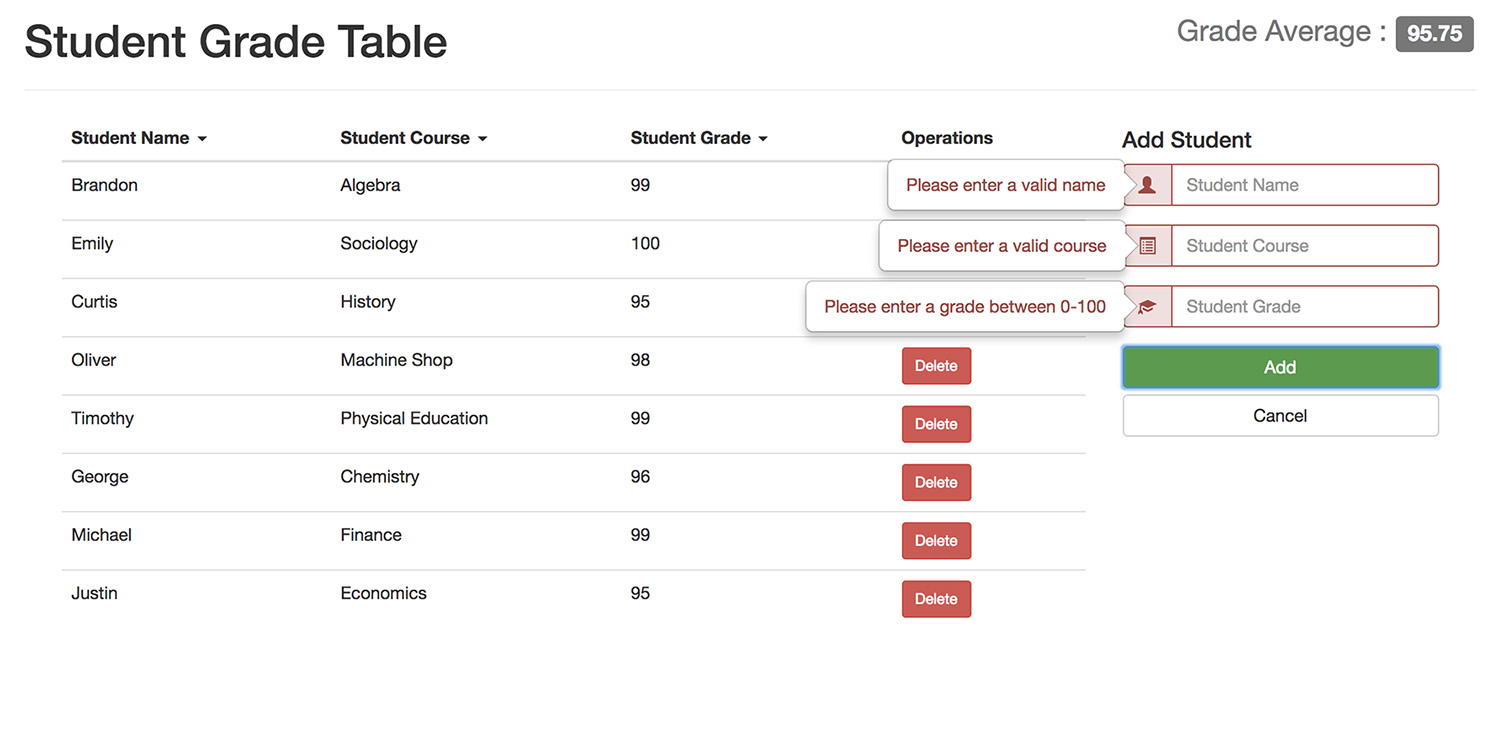 Student Grade Table
Grade Average : 95.75
Student Name Student Course Student Grade Operations
Brandon Algebra 99
Emily Sociology 100
Curtis History 95
Oliver Machine Shop 98 Delete
Timothy Physical Education 99 Delete
George Chemistry 96 Delete
Michael Finance 99 Delete
Justin Economics 95 Delete
Add Student
Please enter a valid name Student Name
Please enter a valid course Student Course
Please enter a grade between 0-100 Student Grade
Add
Cancel